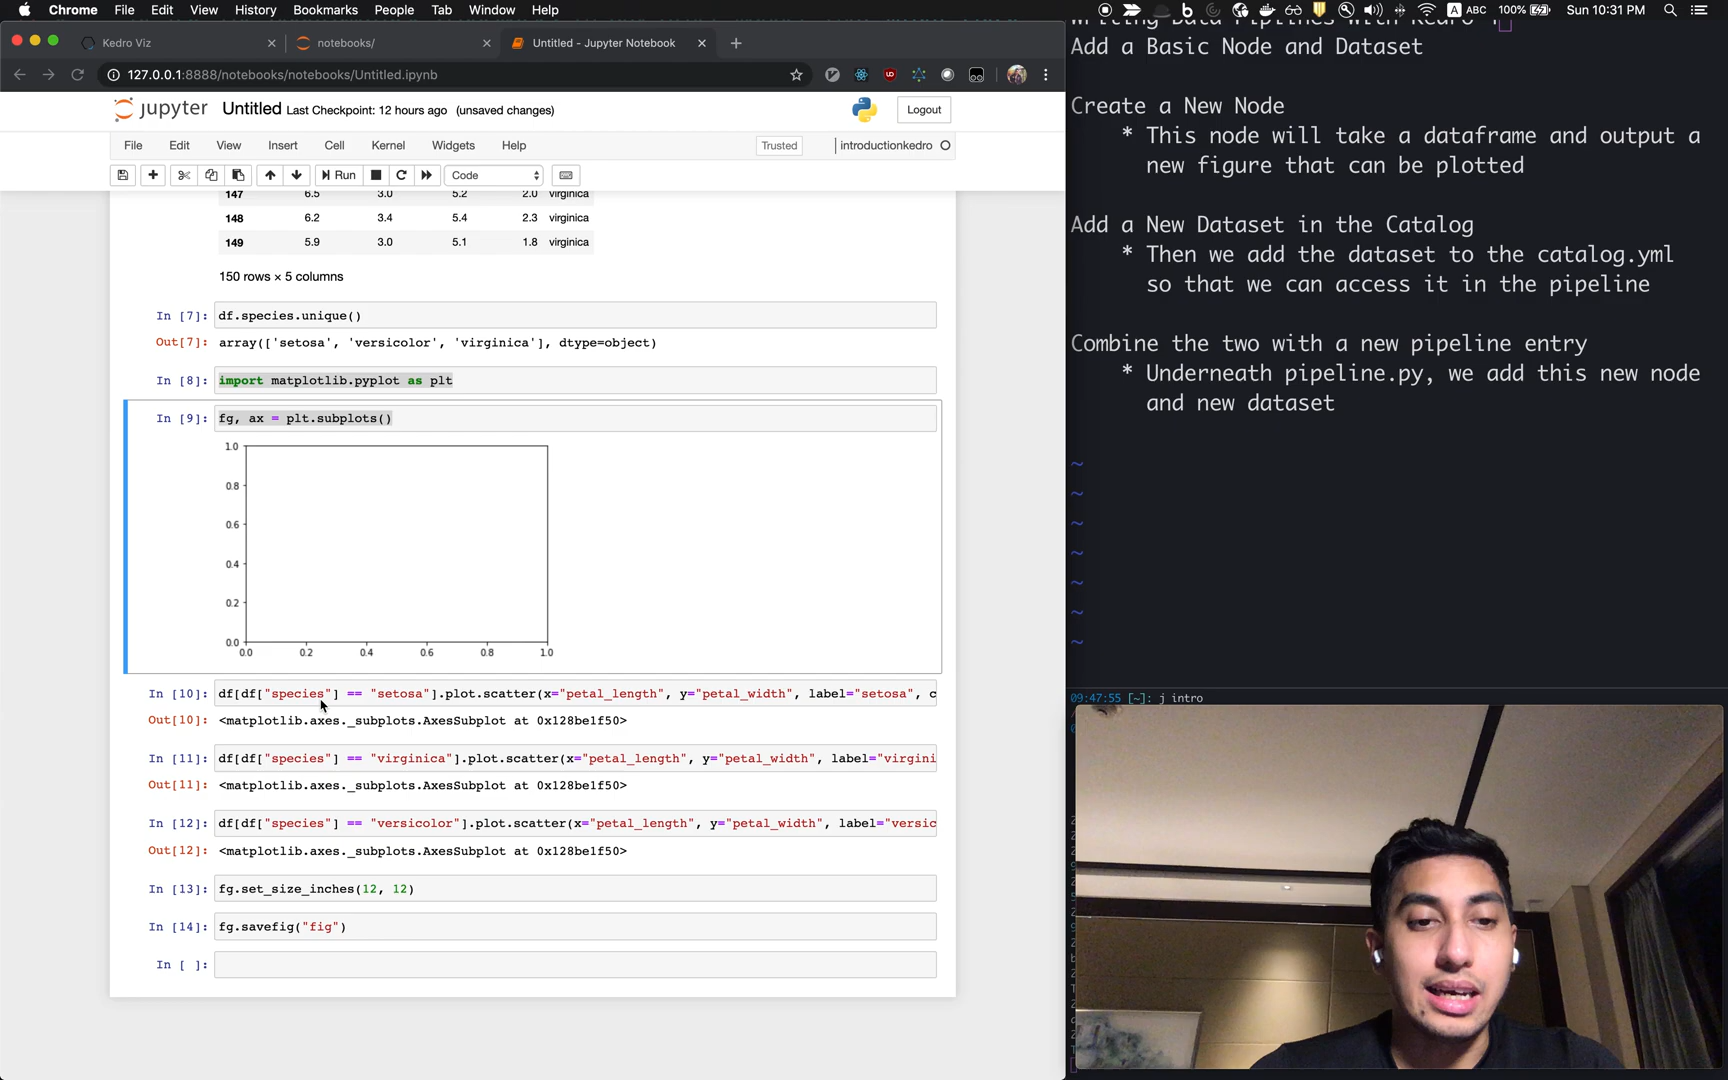 Chrome File Edit View History Bookmarks People Tab Window Help
ABC 100% Sun 10:31 PM
Kedro Viz
notebooks/
Untitled - Jupyter Notebook
127.0.0.1:8888/notebooks/notebooks/Untitled.ipynb
jupyter Untitled Last Checkpoint: 12 hours ago (unsaved changes)
Logout
File Edit View Insert Cell Kernel Widgets Help
Trusted
introductionkedro
Run
Code
147 6.5 3.0 5.2 2.0 virginica
148 6.2 3.4 5.4 2.3 virginica
149 5.9 3.0 5.1 1.8 virginica
150 rows × 5 columns
In [7]: df.species.unique()
Out[7]: array(['setosa', 'versicolor', 'virginica'], dtype=object)
In [8]: import matplotlib.pyplot as plt
In [9]: fg, ax = plt.subplots()
1.0
0.8
0.6
0.4
0.2
0.0
0.0 0.2 0.4 0.6 0.8 1.0
In [10]: df[df["species"] == "setosa"].plot.scatter(x="petal_length", y="petal_width", label="setosa", c
Out[10]: <matplotlib.axes._subplots.AxesSubplot at 0x128be1f50>
In [11]: df[df["species"] == "virginica"].plot.scatter(x="petal_length", y="petal_width", label="virgini
Out[11]: <matplotlib.axes._subplots.AxesSubplot at 0x128be1f50>
In [12]: df[df["species"] == "versicolor"].plot.scatter(x="petal_length", y="petal_width", label="versic
Out[12]: <matplotlib.axes._subplots.AxesSubplot at 0x128be1f50>
In [13]: fg.set_size_inches(12, 12)
In [14]: fg.savefig("fig")
In [ ]:
Writing Data Piplines with Kedro
Add a Basic Node and Dataset
Create a New Node
* This node will take a dataframe and output a
new figure that can be plotted
Add a New Dataset in the Catalog
* Then we add the dataset to the catalog.yml
so that we can access it in the pipeline
Combine the two with a new pipeline entry
* Underneath pipeline.py, we add this new node
and new dataset
~
~
~
~
~
~
~
09:47:55 [~]: j intro